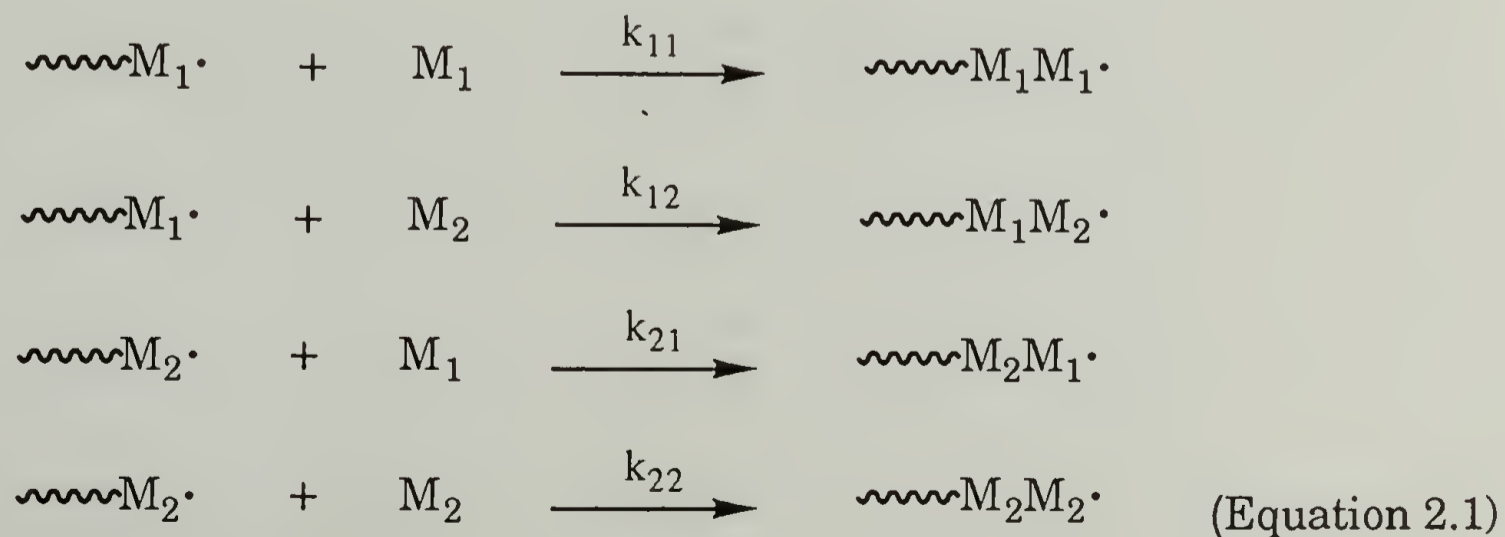 k₁₁
M₁· + M₁ ⟶ M₁M₁·
k₁₂
M₁· + M₂ ⟶ M₁M₂·
k₂₁
M₂· + M₁ ⟶ M₂M₁·
k₂₂
M₂· + M₂ ⟶ M₂M₂· (Equation 2.1)